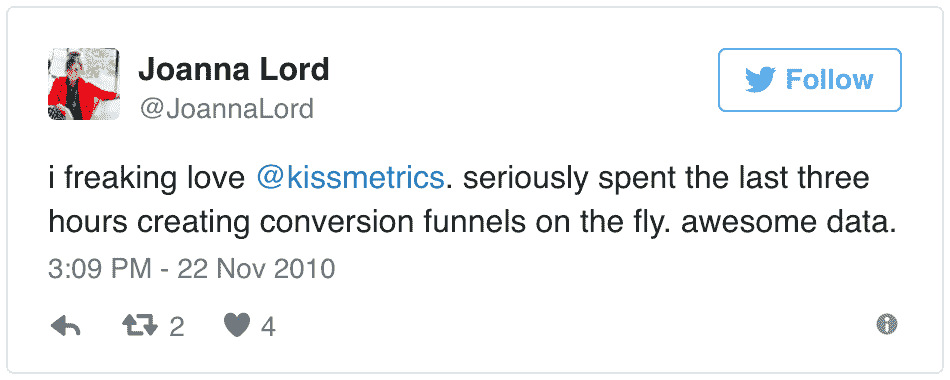 Joanna Lord
@JoannaLord
Follow
i freaking love @kissmetrics. seriously spent the last three
hours creating conversion funnels on the fly. awesome data.
3:09 PM - 22 Nov 2010
2 4